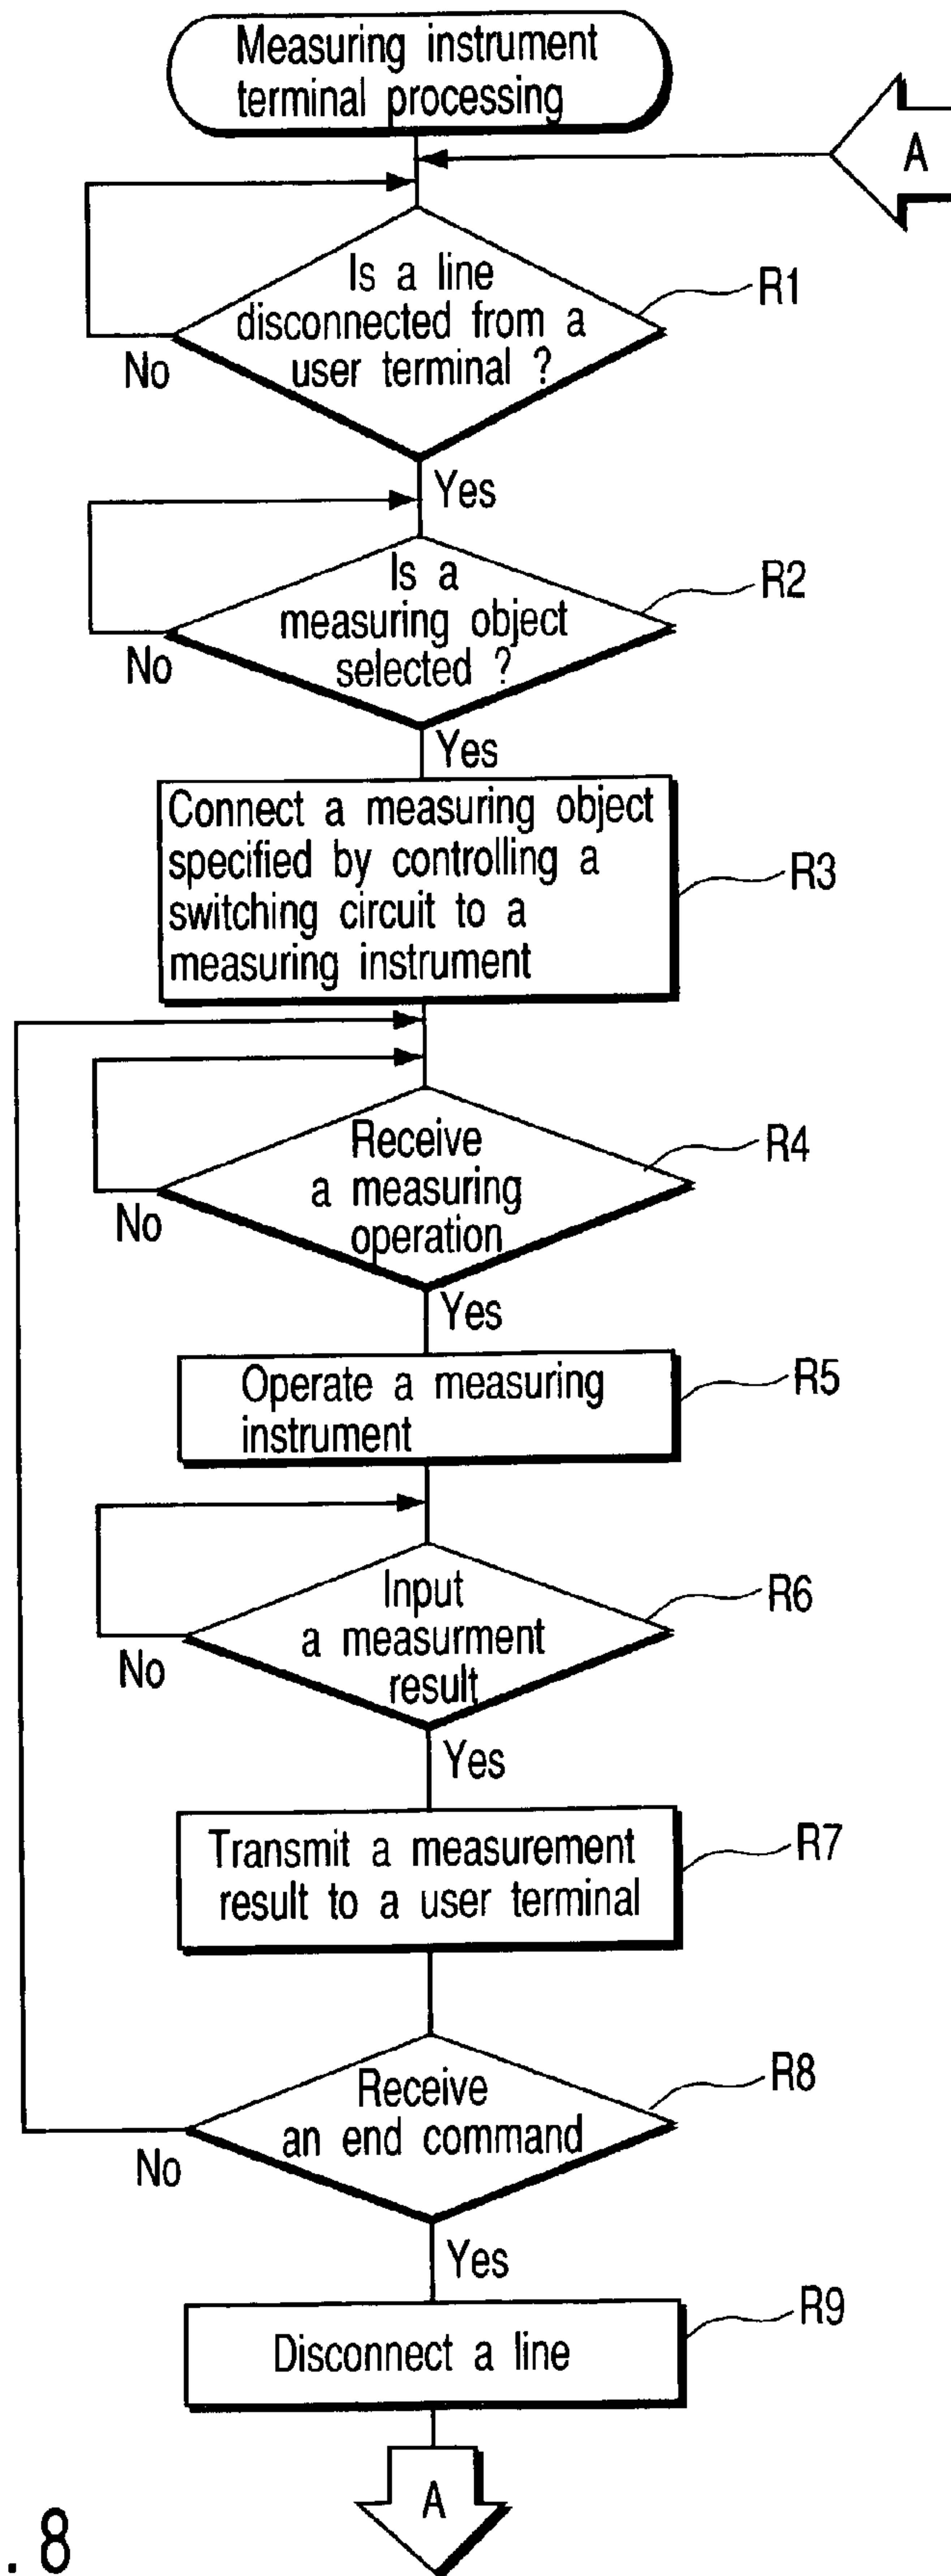 Measuring instrument
terminal processing
A
Is a line
disconnected from a
user terminal ?
R1
No
Yes
Is a
measuring object
selected ?
R2
No
Yes
Connect a measuring object
specified by controlling a
switching circuit to a
measuring instrument
R3
Receive
a measuring
operation
R4
No
Yes
Operate a measuring
instrument
R5
Input
a measurment
result
R6
No
Yes
Transmit a measurement
result to a user terminal
R7
Receive
an end command
R8
No
Yes
Disconnect a line
R9
A
. 8